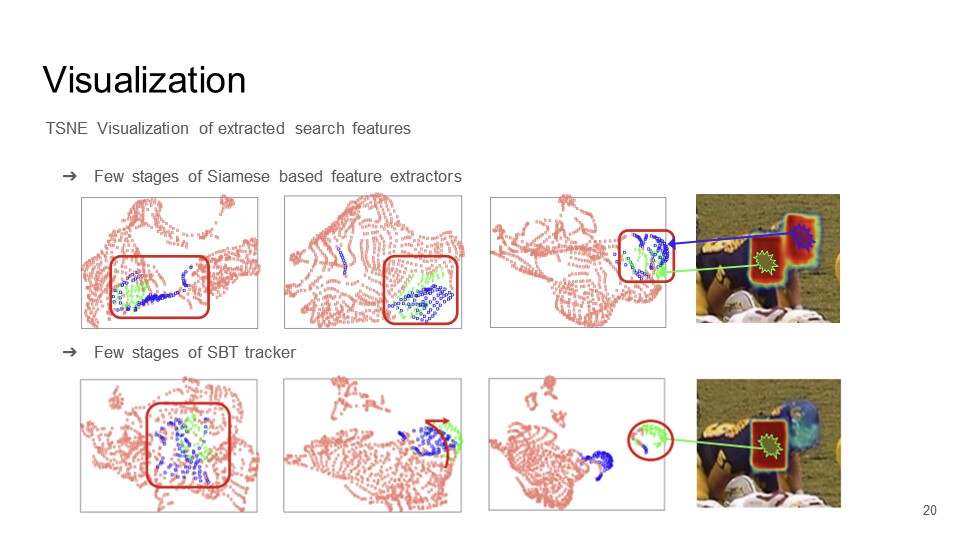 Visualization
TSNE Visualization of extracted search features
➔ Few stages of Siamese based feature extractors
➔ Few stages of SBT tracker
20